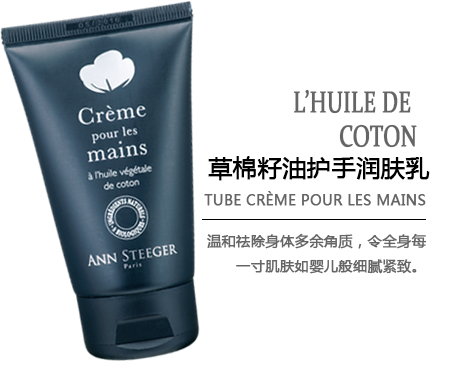 05/2016
Crème
pour les
mains
à l'huile végétale
de coton
ANN STEEGER
Paris
L'HUILE DE
COTON
草棉籽油护手润肤乳
TUBE CRÈME POUR LES MAINS
温和祛除身体多余角质，令全身每
一寸肌肤如婴儿般细腻紧致。